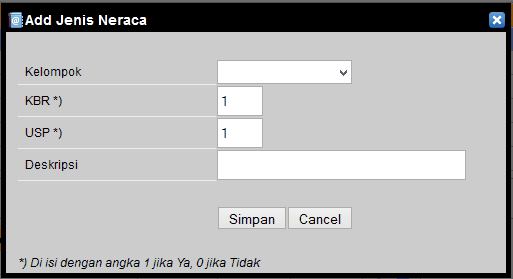 Add Jenis Neraca
Kelompok
KBR *) 1
USP *) 1
Deskripsi
Simpan Cancel
*) Di isi dengan angka 1 jika Ya, 0 jika Tidak